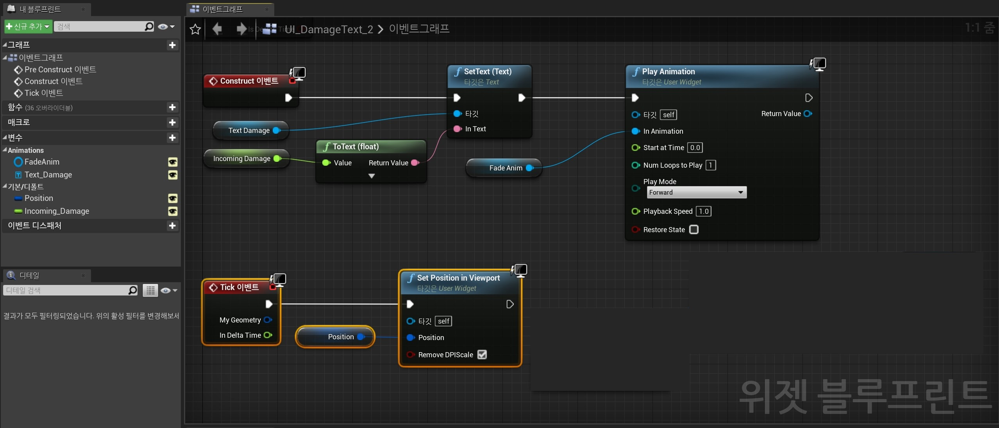 내 블루프린트
신규 추가
검색
그래프
이벤트그래프
Pre Construct 이벤트
Construct 이벤트
Tick 이벤트
함수 (36 오버라이더블)
매크로
변수
Animations
FadeAnim
Text_Damage
기본/디폴트
Position
Incoming_Damage
이벤트 디스패처
디테일
디테일 검색
결과가 모두 필터링되었습니다. 위의 활성 필터를 변경해보서
이벤트그래프
Is Design Time
UI_DamageText_2 > 이벤트그래프
1:1 줌
Construct 이벤트
Text Damage
Incoming Damage
ToText (float)
Value
Return Value
SetText (Text)
타깃은 Text
타깃
In Text
Fade Anim
Play Animation
타깃은 User Widget
타깃 self
Return Value
In Animation
Start at Time 0.0
Num Loops to Play 1
Play Mode
Forward
Playback Speed 1.0
Restore State
Tick 이벤트
My Geometry
In Delta Time
Position
Set Position in Viewport
타깃은 User Widget
타깃 self
Position
Remove DPIScale
위젯 블루프린트